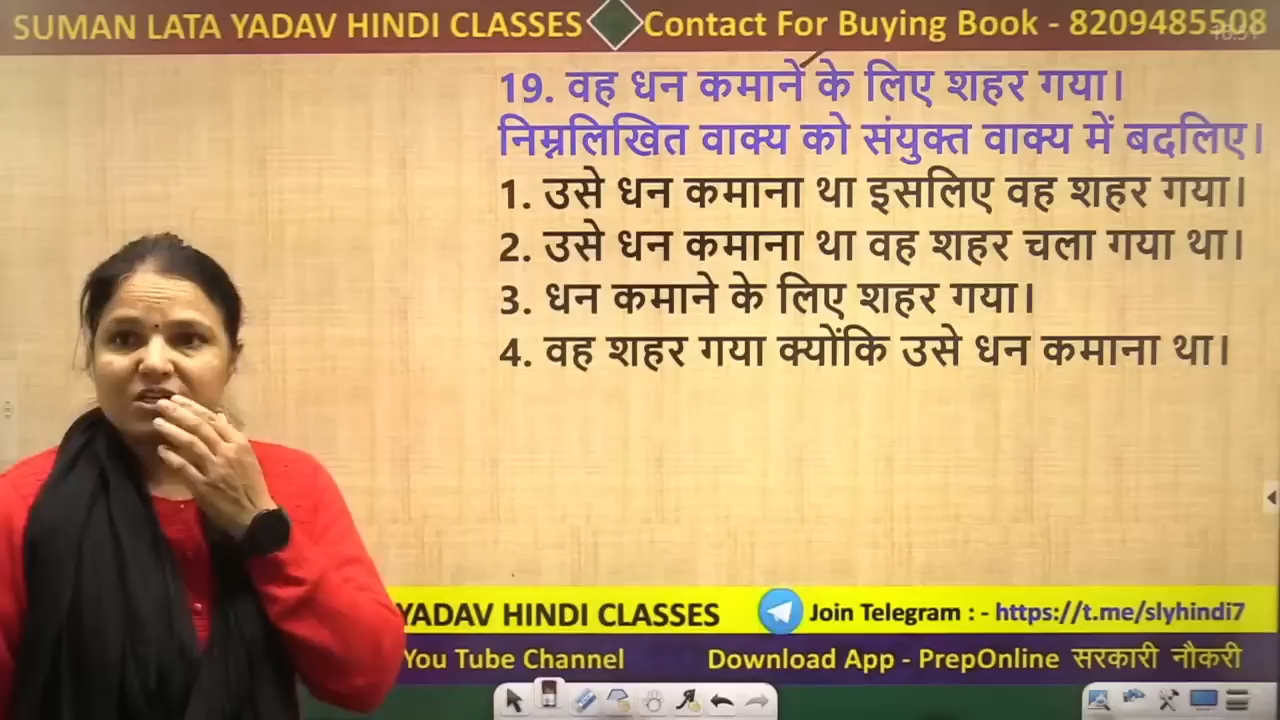 SUMAN LATA YADAV HINDI CLASSES Contact For Buying Book - 8209485508
19. वह धन कमाने के लिए शहर गया।
निम्नलिखित वाक्य को संयुक्त वाक्य में बदलिए।
1. उसे धन कमाना था इसलिए वह शहर गया।
2. उसे धन कमाना था वह शहर चला गया था।
3. धन कमाने के लिए शहर गया।
4. वह शहर गया क्योंकि उसे धन कमाना था।
YADAV HINDI CLASSES Join Telegram : - https://t.me/slyhindi7
You Tube Channel Download App - PrepOnline सरकारी नौकरी